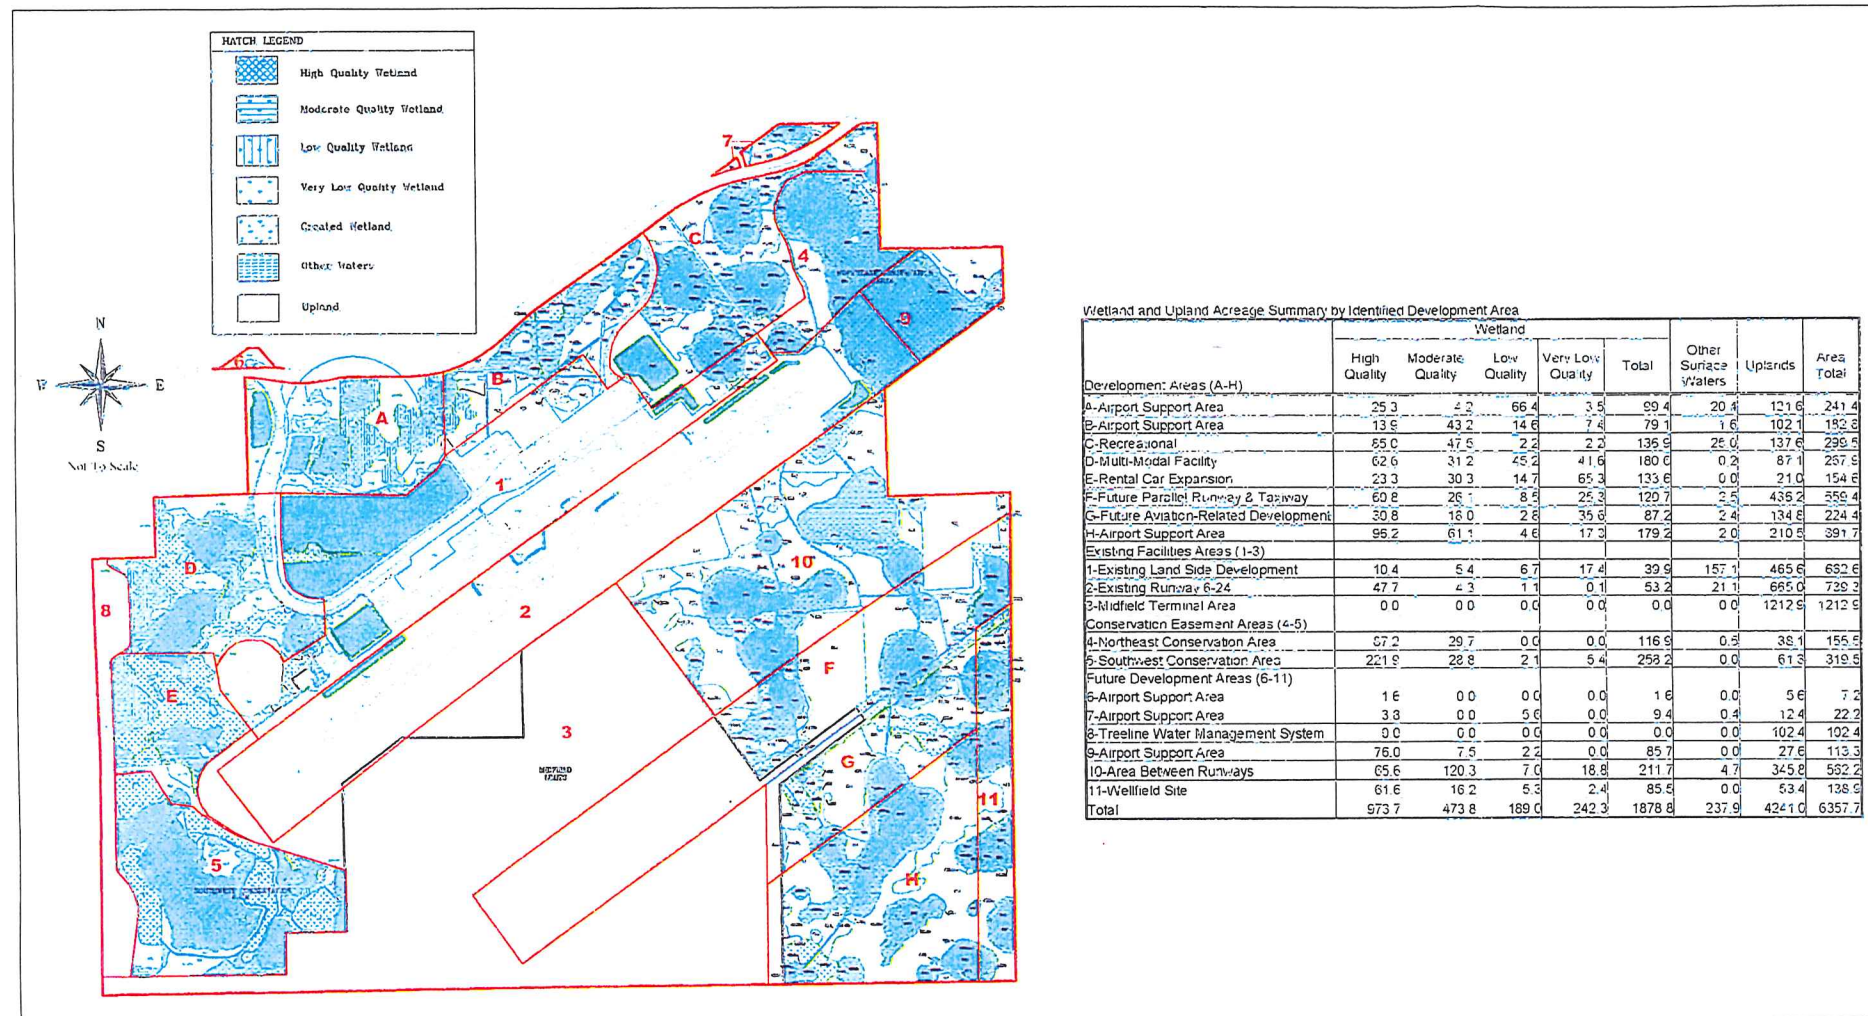 HATCH LEGEND
High Quality Wetland
Moderate Quality Wetland
Low Quality Wetland
Very Low Quality Wetland
Created Wetland
Other Waters
Upland
N
W E
S
Not To Scale
7
C
4
9
6
B
A
1
10
D
8
2
F
E
3
G
11
5
H
Wetland and Upland Acreage Summary by Identified Development Area
Wetland
Development Areas (A-H) High Quality Moderate Quality Low Quality Very Low Quality Total Other Surface Waters Uplands Area Total
A-Airport Support Area 25.3 4.2 66.4 3.5 99.4 20.4 121.6 241.4
B-Airport Support Area 13.9 43.2 14.6 7.4 79.1 1.6 102.1 182.8
C-Recreational 85.0 47.5 2.2 2.2 136.9 25.0 137.6 299.5
D-Multi-Modal Facility 62.6 31.2 45.2 41.6 180.6 0.2 87.1 267.9
E-Rental Car Expansion 23.3 30.3 14.7 65.3 133.6 0.0 21.0 154.6
F-Future Parallel Runway & Taxiway 60.8 26.1 8.5 25.3 120.7 2.5 436.2 559.4
G-Future Aviation-Related Development 30.8 18.0 2.8 35.6 87.2 2.4 134.8 224.4
H-Airport Support Area 96.2 61.1 4.6 17.3 179.2 2.0 210.5 391.7
Existing Facilities Areas (1-3)
1-Existing Land Side Development 10.4 5.4 6.7 17.4 39.9 157.1 465.6 662.6
2-Existing Runway 6-24 47.7 4.3 1.1 0.1 53.2 21.1 665.0 739.3
3-Midfield Terminal Area 0.0 0.0 0.0 0.0 0.0 0.0 1212.9 1212.9
Conservation Easement Areas (4-5)
4-Northeast Conservation Area 87.2 29.7 0.0 0.0 116.9 0.5 38.1 155.5
5-Southwest Conservation Area 221.9 28.8 2.1 5.4 258.2 0.0 61.3 319.5
Future Development Areas (6-11)
6-Airport Support Area 1.6 0.0 0.0 0.0 1.6 0.0 5.6 7.2
7-Airport Support Area 3.8 0.0 5.6 0.0 9.4 0.4 12.4 22.2
8-Treeline Water Management System 0.0 0.0 0.0 0.0 0.0 0.0 102.4 102.4
9-Airport Support Area 76.0 7.5 2.2 0.0 85.7 0.0 27.6 113.3
10-Area Between Runways 65.6 120.3 7.0 18.8 211.7 4.7 345.8 562.2
11-Wellfield Site 61.6 16.2 5.3 2.4 85.5 0.0 53.4 138.9
Total 973.7 473.8 189.0 242.3 1878.8 237.9 4241.0 6357.7